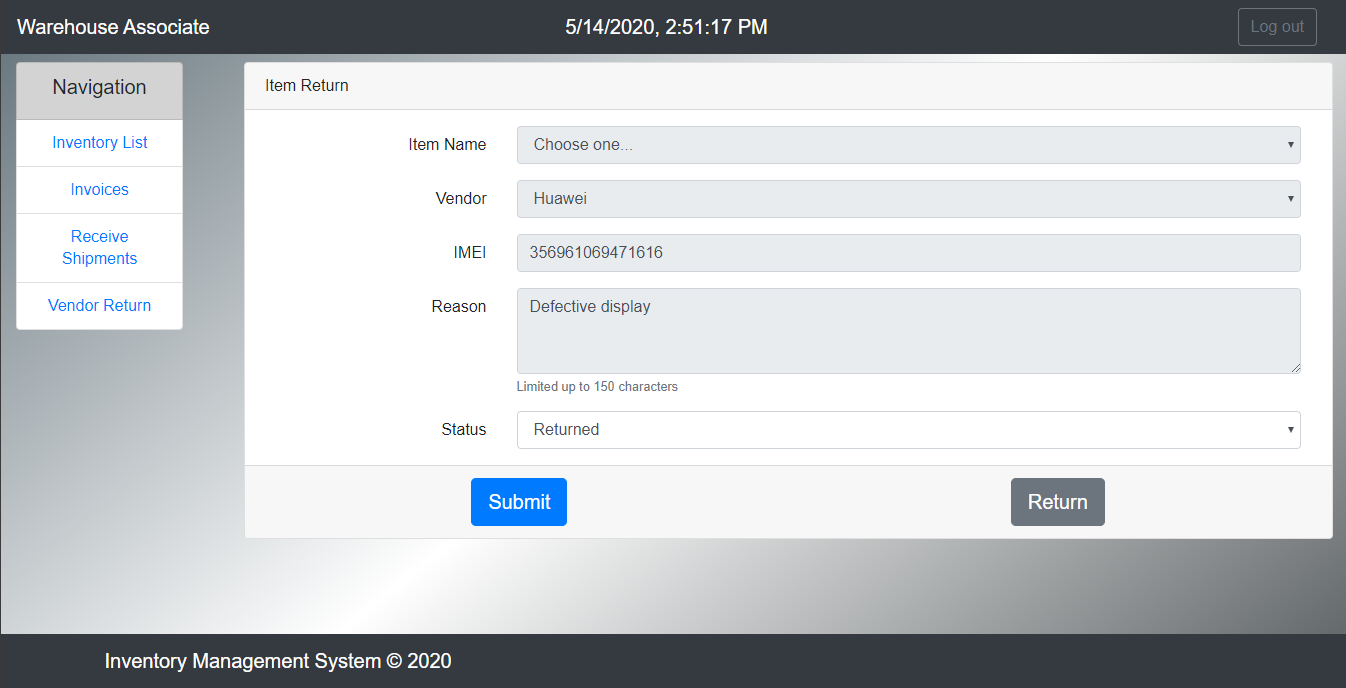 Warehouse Associate
5/14/2020, 2:51:17 PM
Log out
Navigation
Inventory List
Invoices
Receive
Shipments
Vendor Return
Item Return
Item Name
Choose one...
Vendor
Huawei
IMEI
356961069471616
Reason
Defective display
Limited up to 150 characters
Status
Returned
Submit
Return
Inventory Management System © 2020